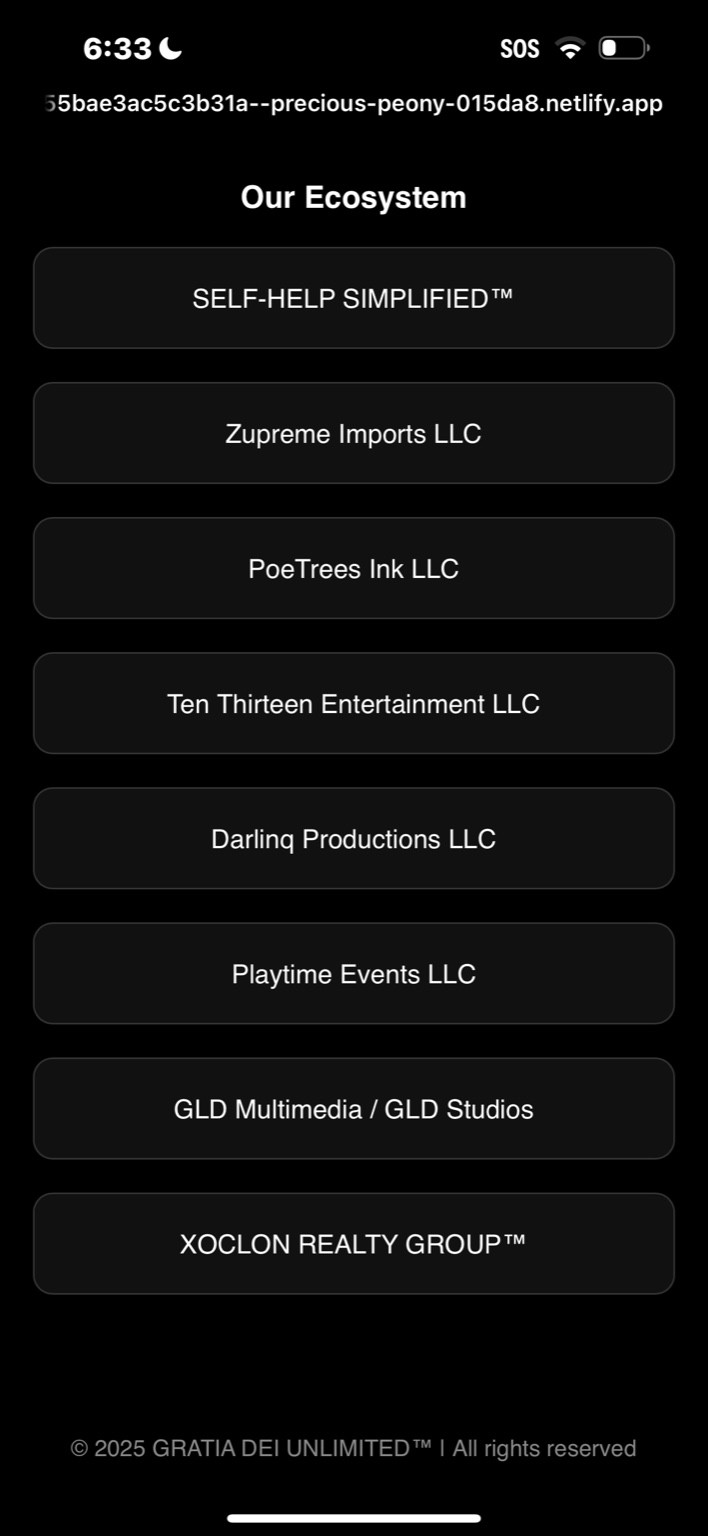 6:33
SOS
55bae3ac5c3b31a--precious-peony-015da8.netlify.app
Our Ecosystem
SELF-HELP SIMPLIFIED™
Zupreme Imports LLC
PoeTrees Ink LLC
Ten Thirteen Entertainment LLC
Darlinq Productions LLC
Playtime Events LLC
GLD Multimedia / GLD Studios
XOCLON REALTY GROUP™
© 2025 GRATIA DEI UNLIMITED™ | All rights reserved